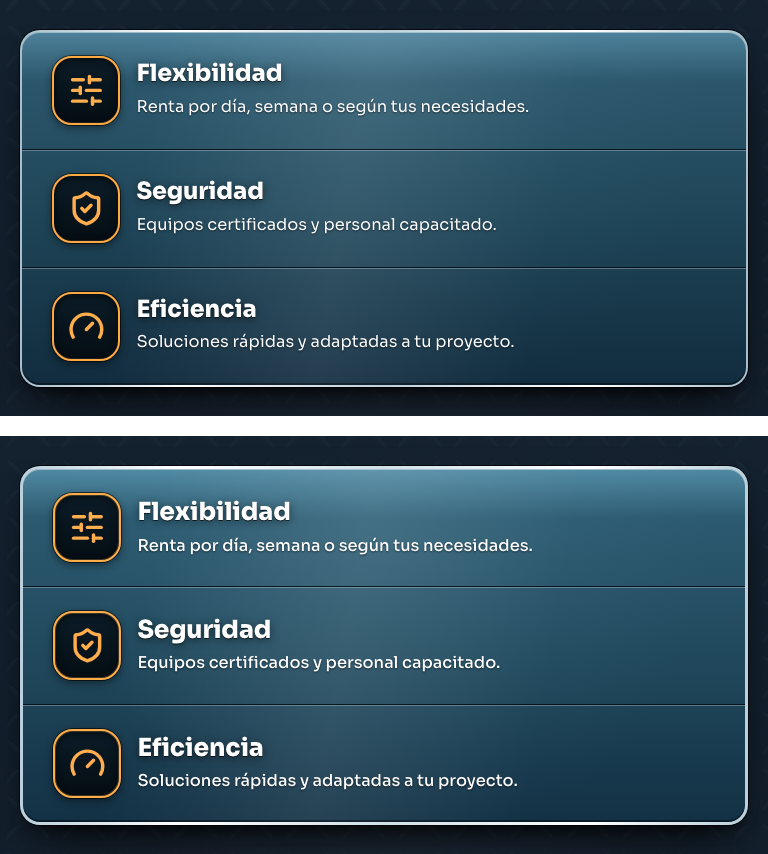 Flexibilidad
Renta por día, semana o según tus necesidades.
Seguridad
Equipos certificados y personal capacitado.
Eficiencia
Soluciones rápidas y adaptadas a tu proyecto.
Flexibilidad
Renta por día, semana o según tus necesidades.
Seguridad
Equipos certificados y personal capacitado.
Eficiencia
Soluciones rápidas y adaptadas a tu proyecto.